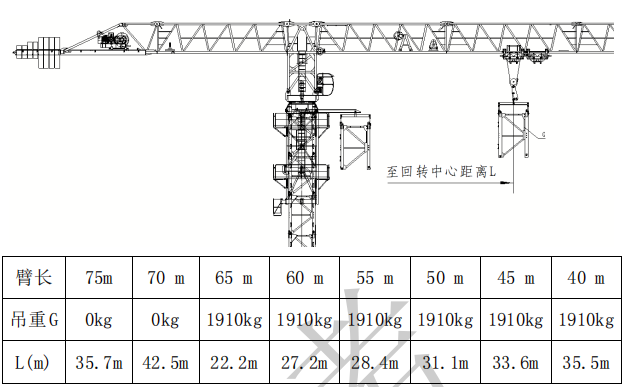 G
至回转中心距离L
臂长 75m 70 m 65 m 60 m 55 m 50 m 45 m 40 m
吊重G 0kg 0kg 1910kg 1910kg 1910kg 1910kg 1910kg 1910kg
L(m) 35.7m 42.5m 22.2m 27.2m 28.4m 31.1m 33.6m 35.5m